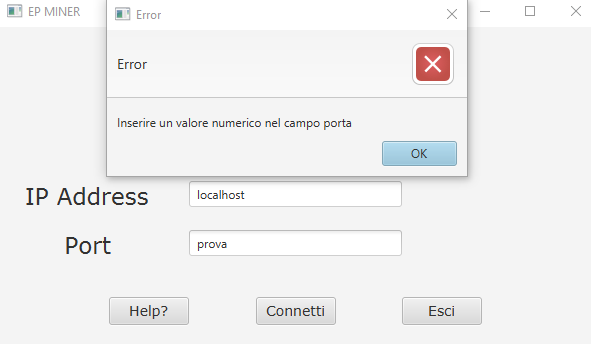 EP MINER
Error
Error
Inserire un valore numerico nel campo porta
OK
IP Address
localhost
Port
prova
Help?
Connetti
Esci